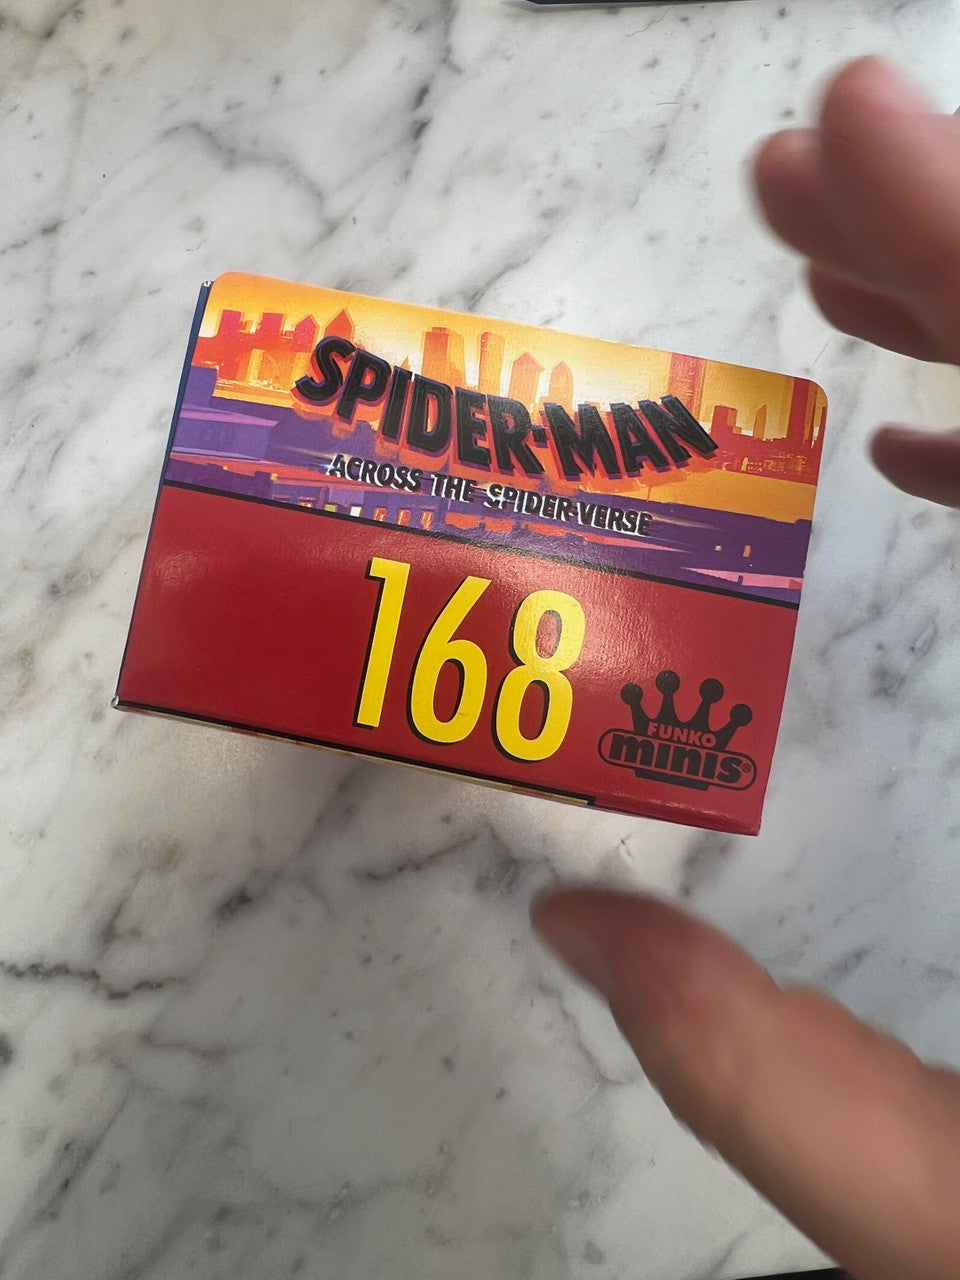 SPIDER-MAN
ACROSS THE SPIDER-VERSE
168
FUNKO
minis®